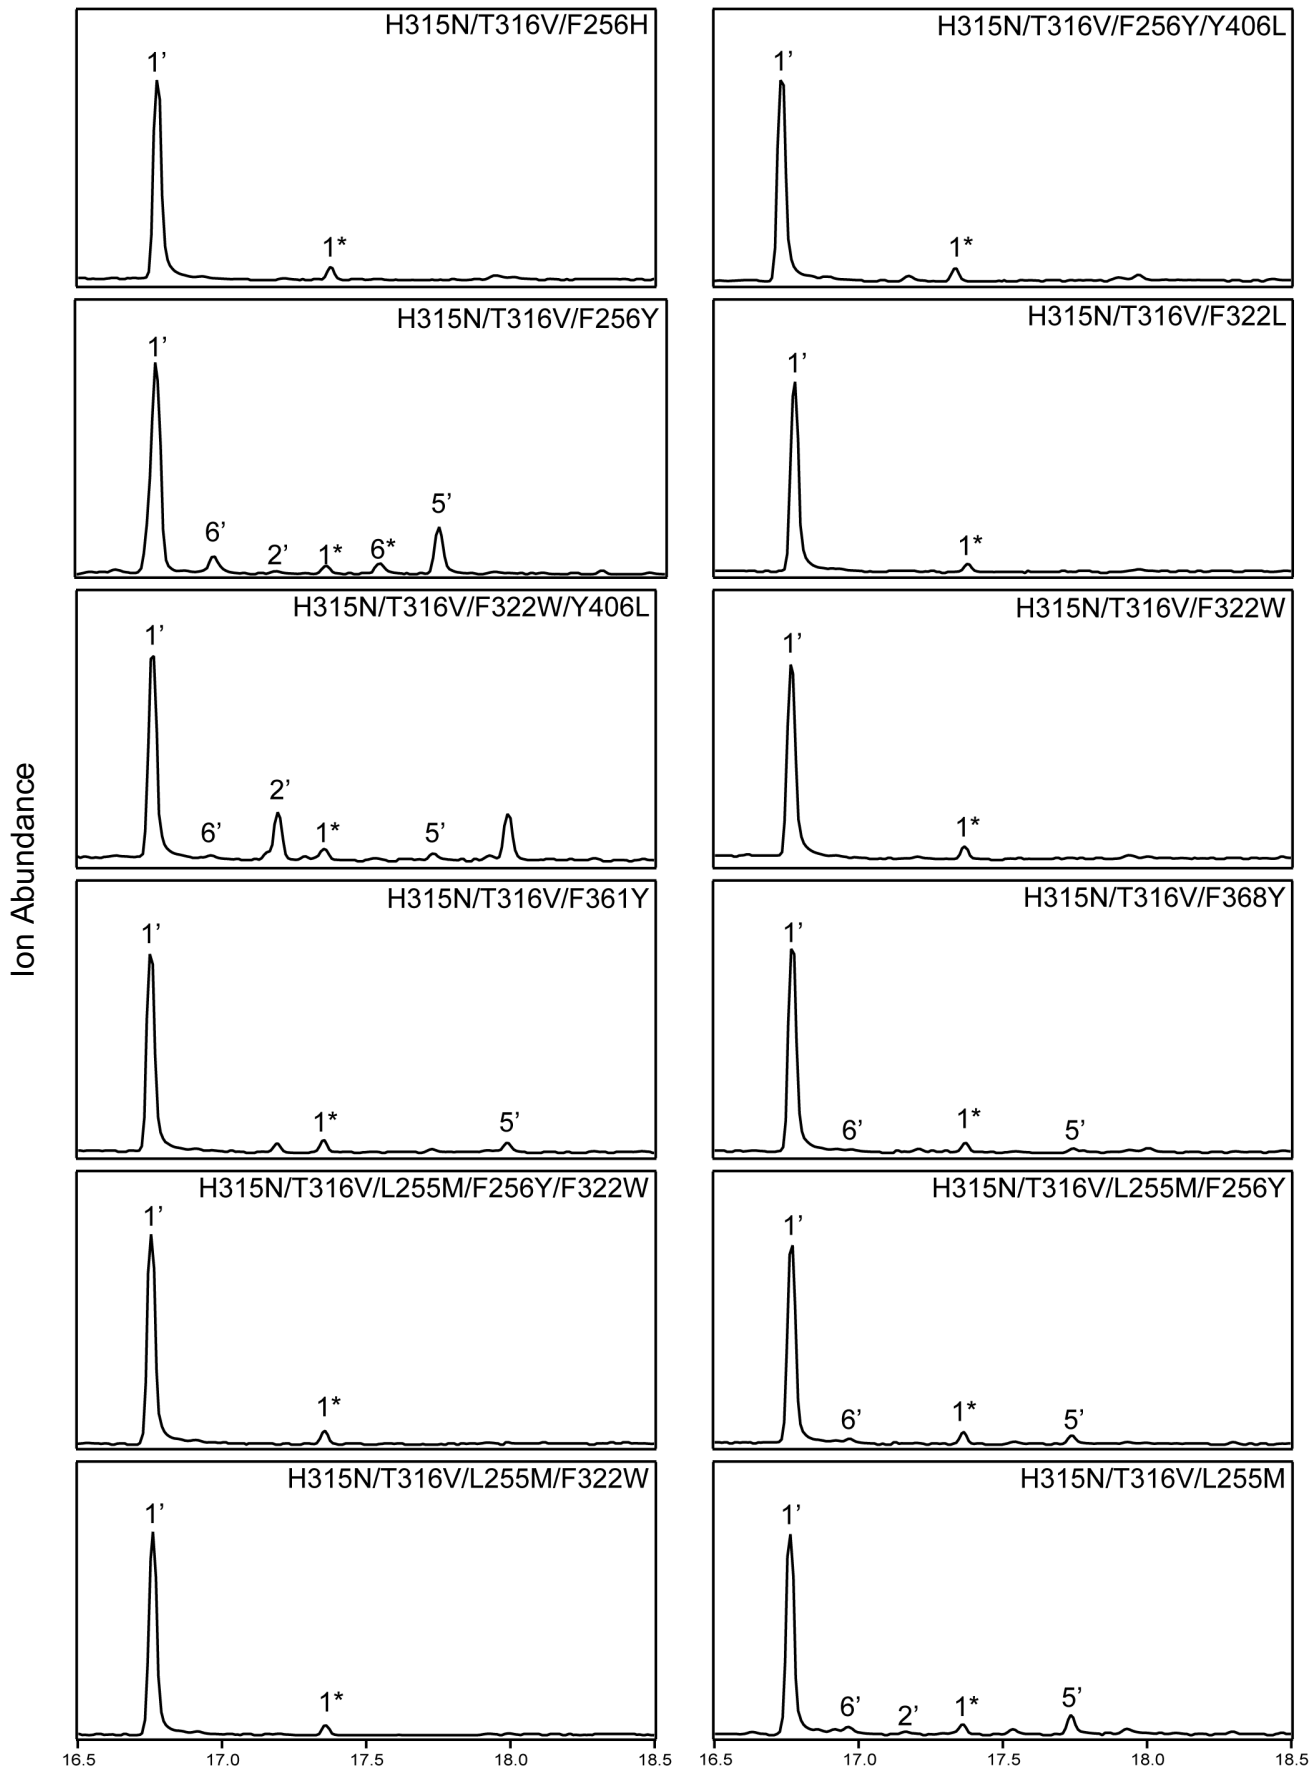 H315N/T316V/F256H
1’
1*
H315N/T316V/F256Y/Y406L
1’
1*
H315N/T316V/F256Y
1’
6’
2’
1*
6*
5’
H315N/T316V/F322L
1’
1*
H315N/T316V/F322W/Y406L
1’
6’
2’
1*
5’
H315N/T316V/F322W
1’
1*
H315N/T316V/F361Y
1’
1*
5’
H315N/T316V/F368Y
1’
6’
1*
5’
H315N/T316V/L255M/F256Y/F322W
1’
1*
H315N/T316V/L255M/F256Y
1’
6’
1*
5’
H315N/T316V/L255M/F322W
1’
1*
H315N/T316V/L255M
1’
6’
2’
1*
5’
Ion Abundance
16.5 17.0 17.5 18.0 18.5
16.5 17.0 17.5 18.0 18.5